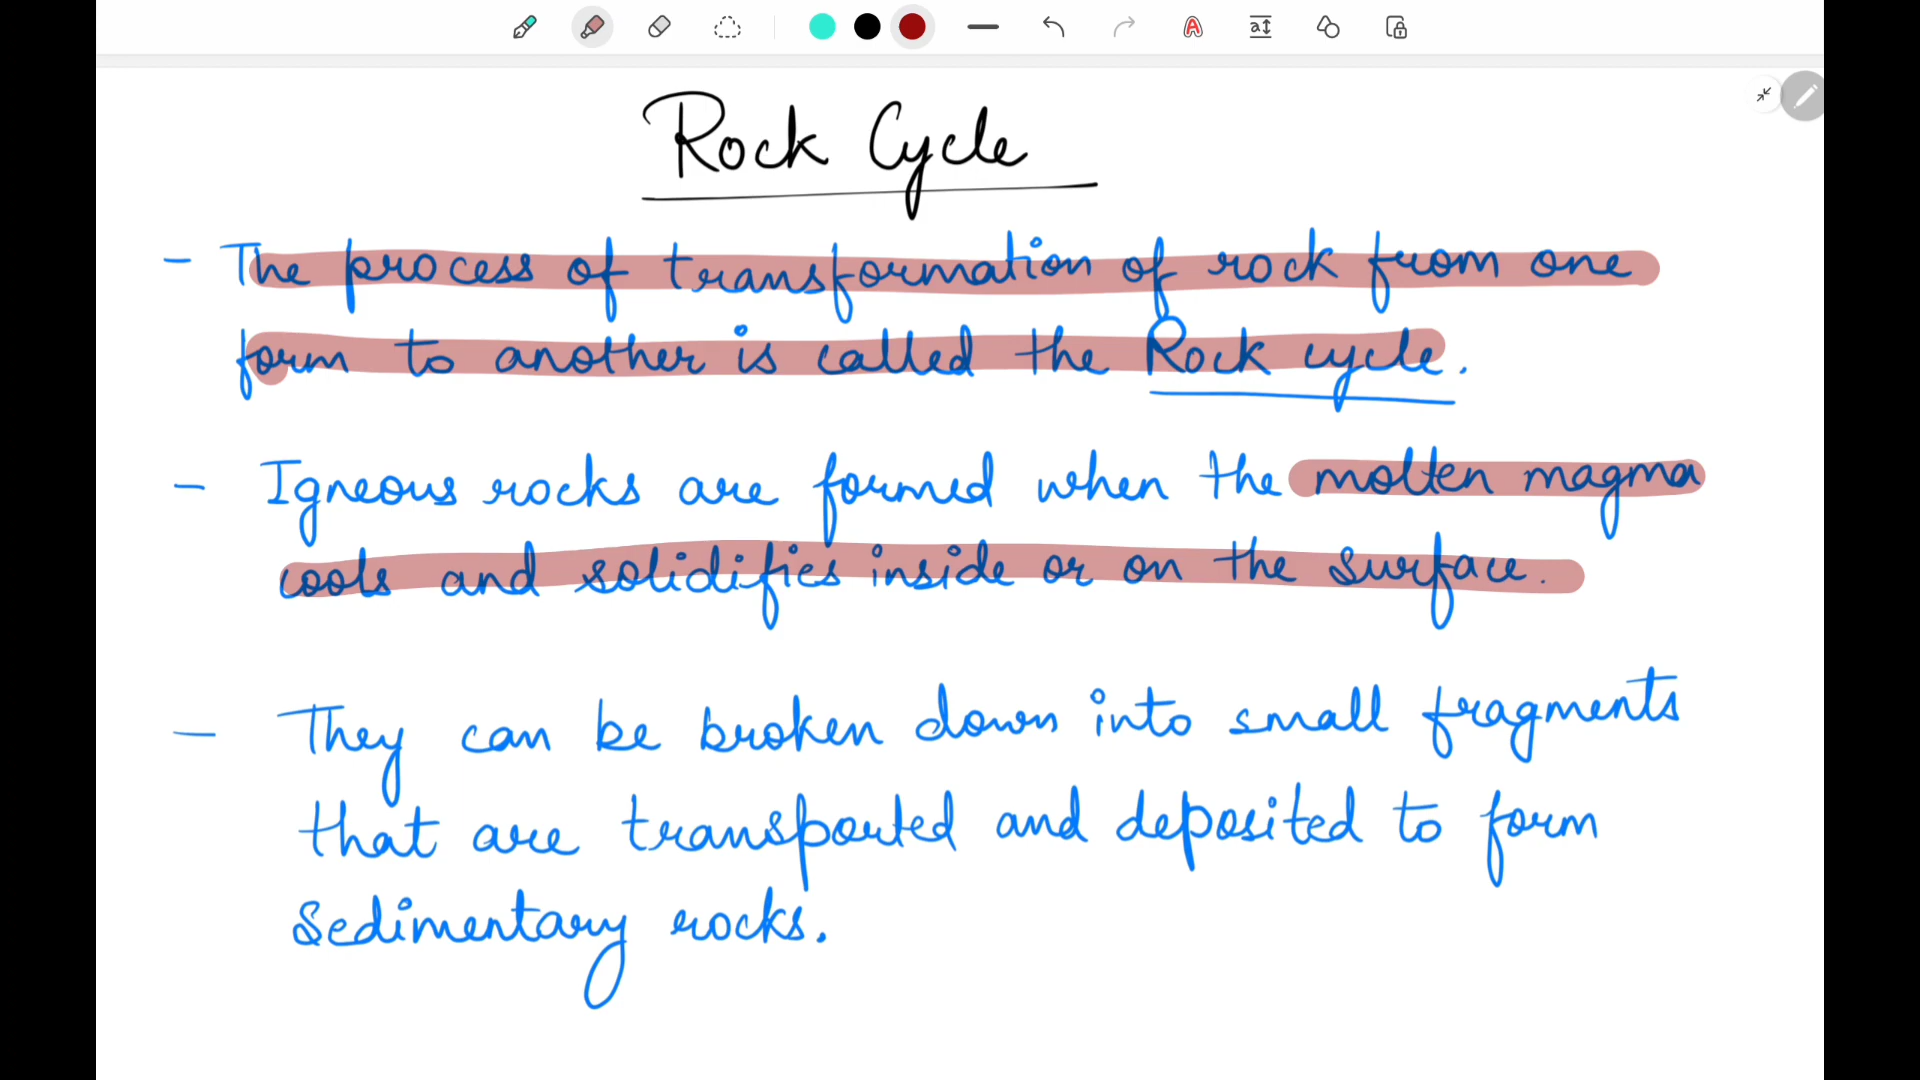 Rock Cycle
- The process of transformation of rock from one
form to another is called the Rock cycle.
- Igneous rocks are formed when the molten magma
cools and solidifies inside or on the surface.
- They can be broken down into small fragments
that are transported and deposited to form
Sedimentary rocks.